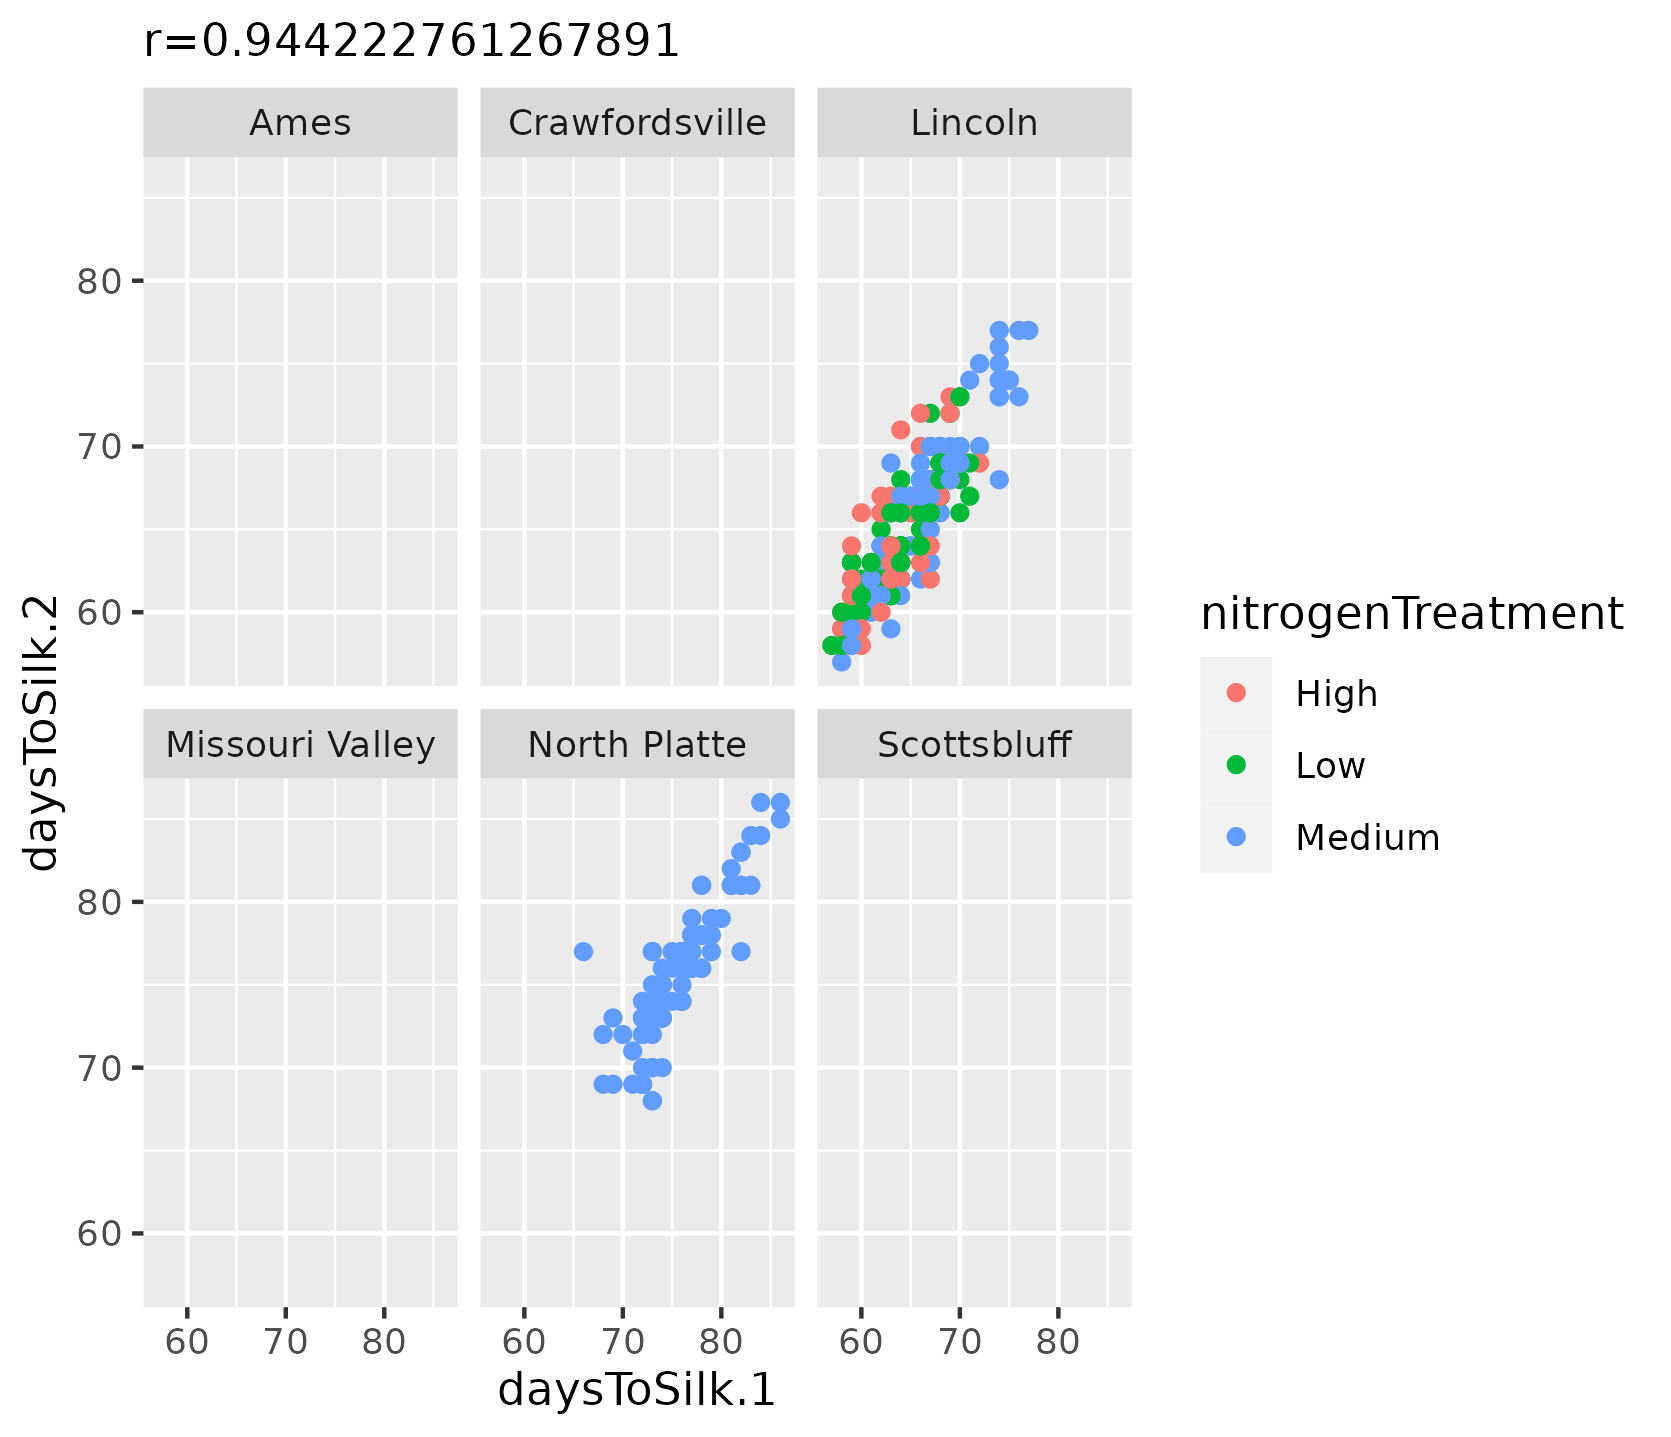 r=0.944222761267891
Ames
Crawfordsville
Lincoln
80
70
60
Missouri Valley
North Platte
Scottsbluff
80
70
60
60 70 80
60 70 80
60 70 80
daysToSilk.1
daysToSilk.2
nitrogenTreatment
High
Low
Medium